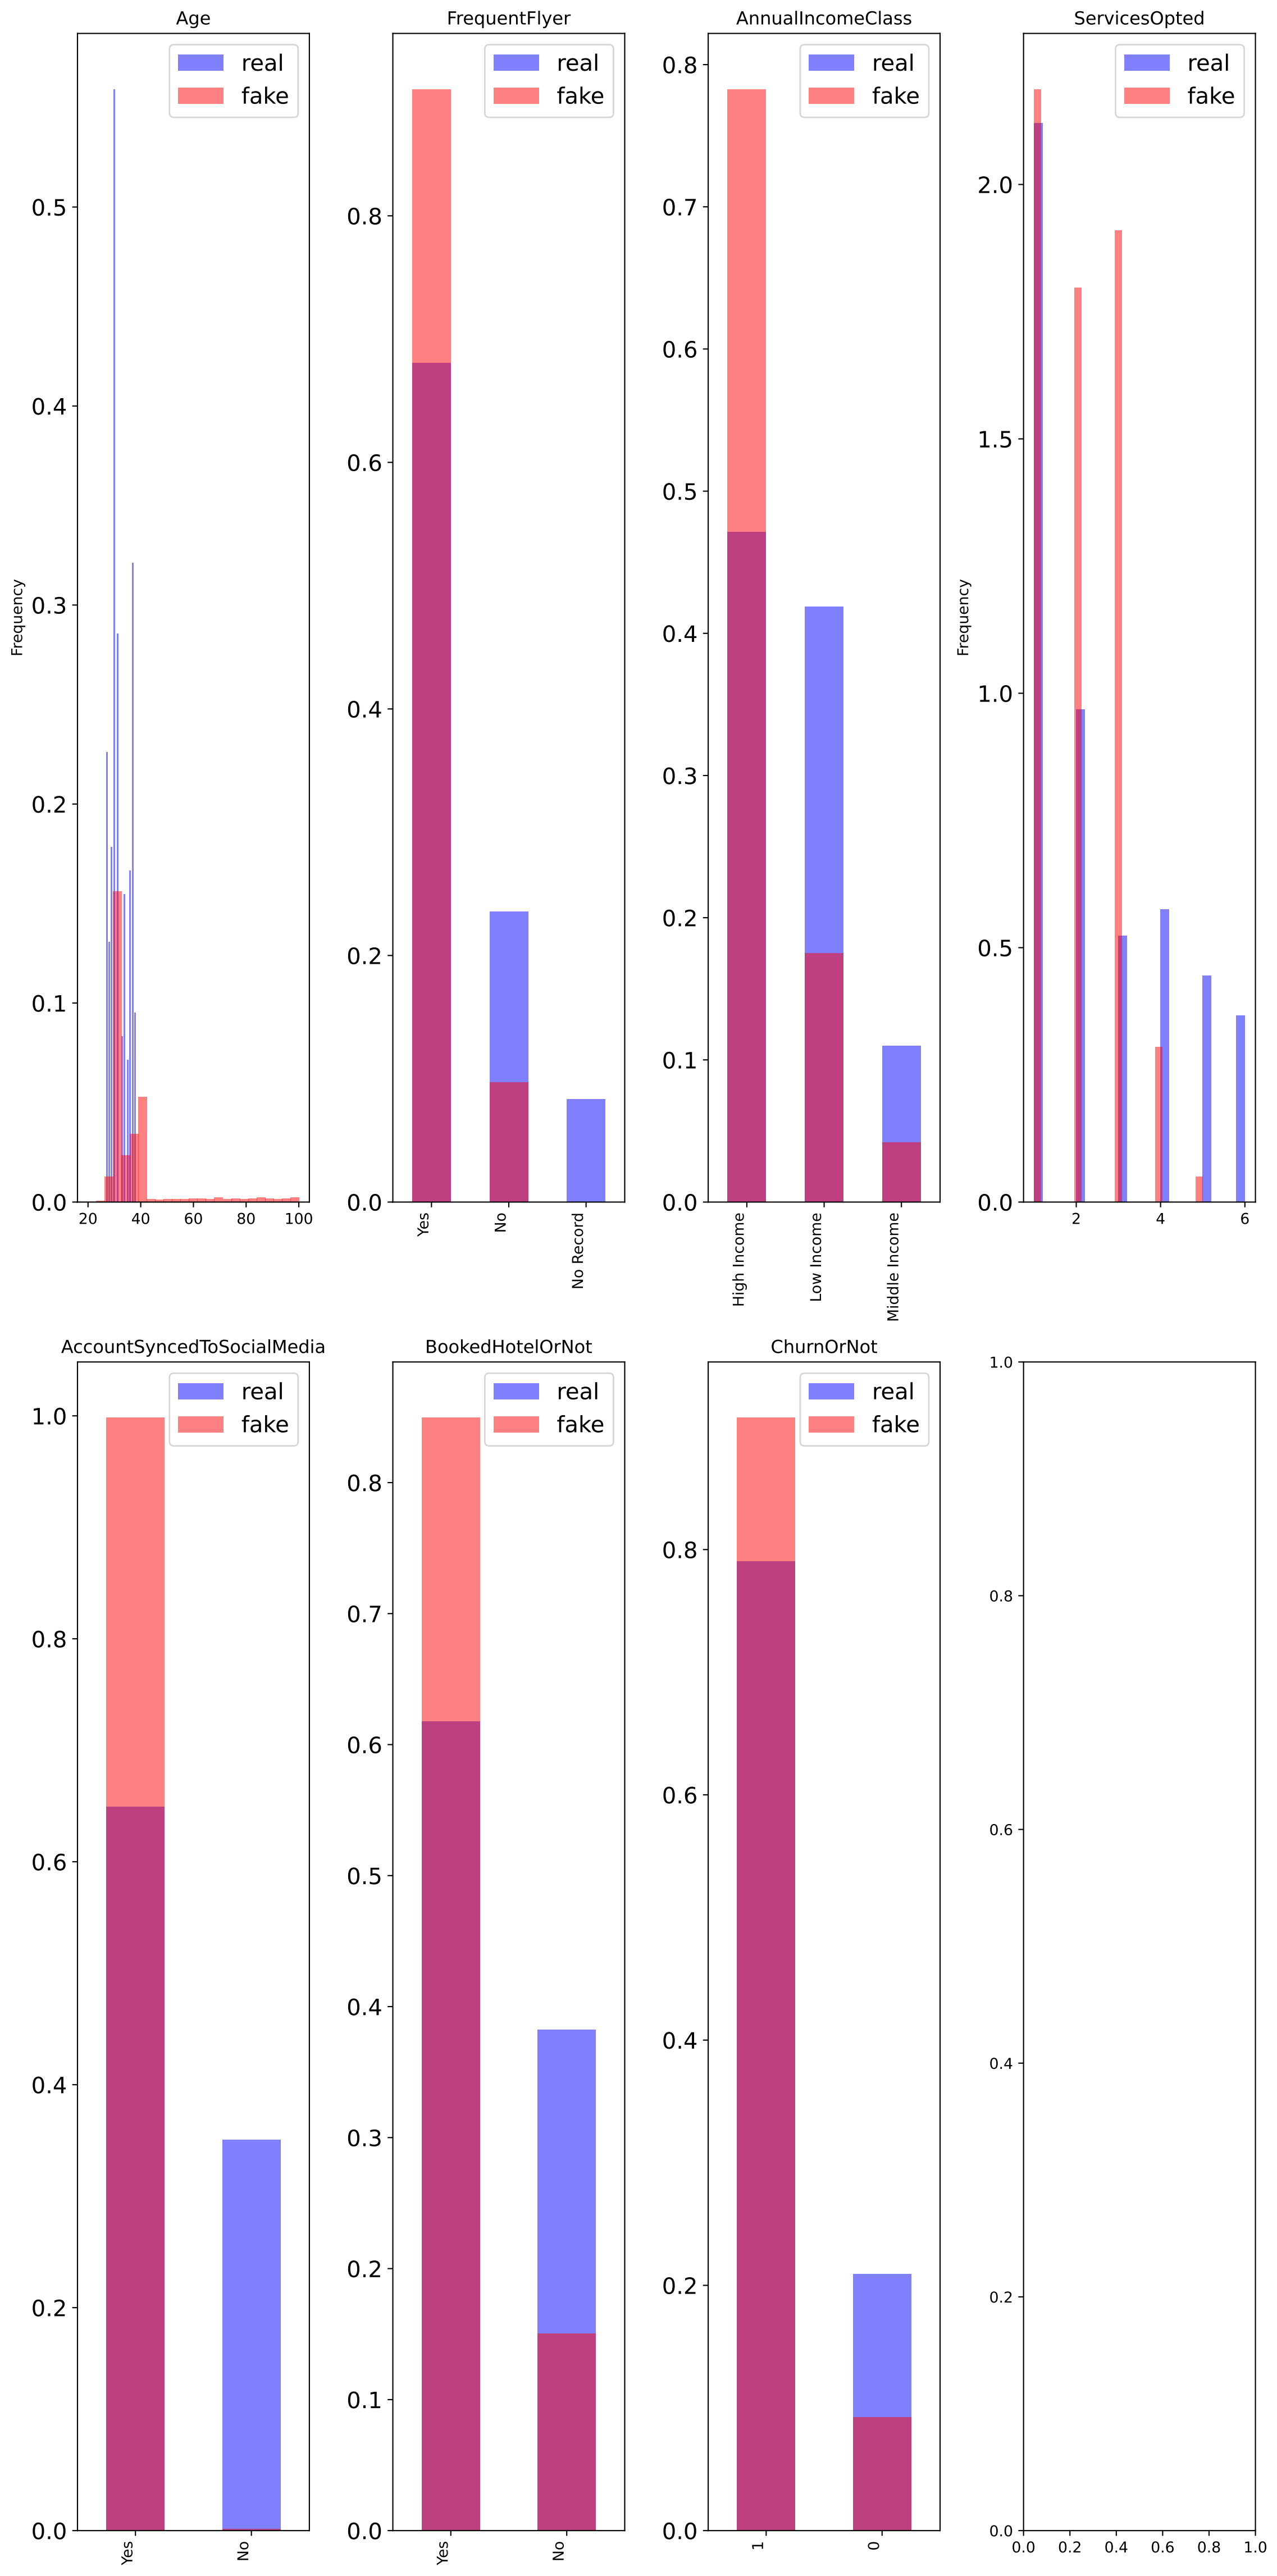 Age
real
fake
Frequency
0.5
0.4
0.3
0.2
0.1
0.0
20 40 60 80 100
FrequentFlyer
real
fake
0.8
0.6
0.4
0.2
0.0
Yes
No
No Record
AnnualIncomeClass
real
fake
0.8
0.7
0.6
0.5
0.4
0.3
0.2
0.1
0.0
High Income
Low Income
Middle Income
ServicesOpted
real
fake
Frequency
2.0
1.5
1.0
0.5
0.0
2 4 6
AccountSyncedToSocialMedia
real
fake
1.0
0.8
0.6
0.4
0.2
0.0
Yes
No
BookedHotelOrNot
real
fake
0.8
0.7
0.6
0.5
0.4
0.3
0.2
0.1
0.0
Yes
No
ChurnOrNot
real
fake
0.8
0.6
0.4
0.2
0.0
1
0
1.0
0.8
0.6
0.4
0.2
0.0
0.0 0.2 0.4 0.6 0.8 1.0